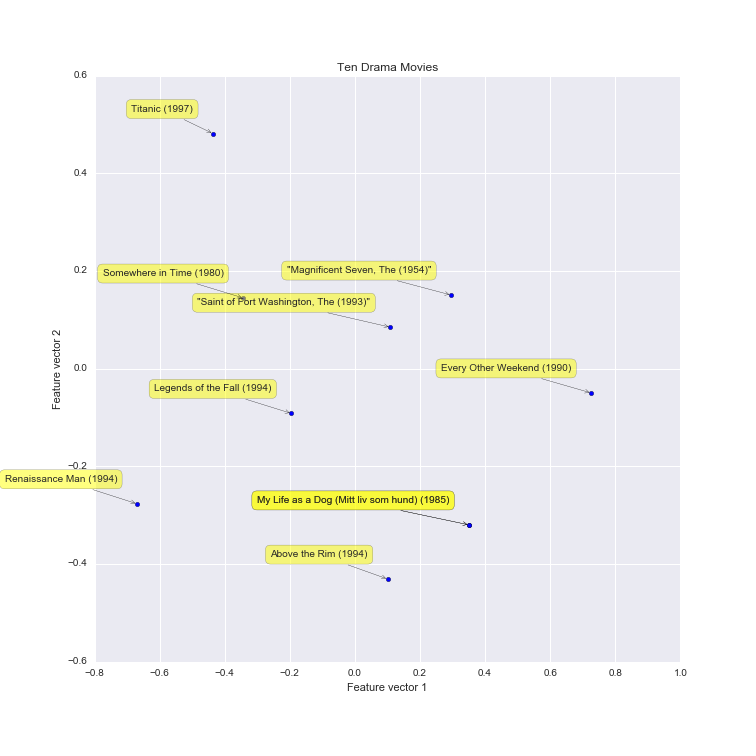 Ten Drama Movies
0.6
Titanic (1997)
0.4
"Magnificent Seven, The (1954)"
Somewhere in Time (1980)
0.2
"Saint of Fort Washington, The (1993)"
Feature vector 2
0.0
Every Other Weekend (1990)
Legends of the Fall (1994)
−0.2
Renaissance Man (1994)
My Life as a Dog (Mitt liv som hund) (1985)
Above the Rim (1994)
−0.4
−0.6
−0.8 −0.6 −0.4 −0.2 0.0 0.2 0.4 0.6 0.8 1.0
Feature vector 1